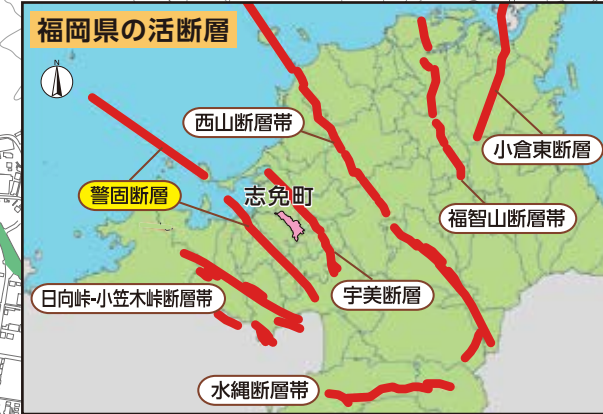 福岡県の活断層
N
西山断層帯
小倉東断層
警固断層
志免町
福智山断層帯
日向峠-小笠木峠断層帯
宇美断層
水縄断層帯